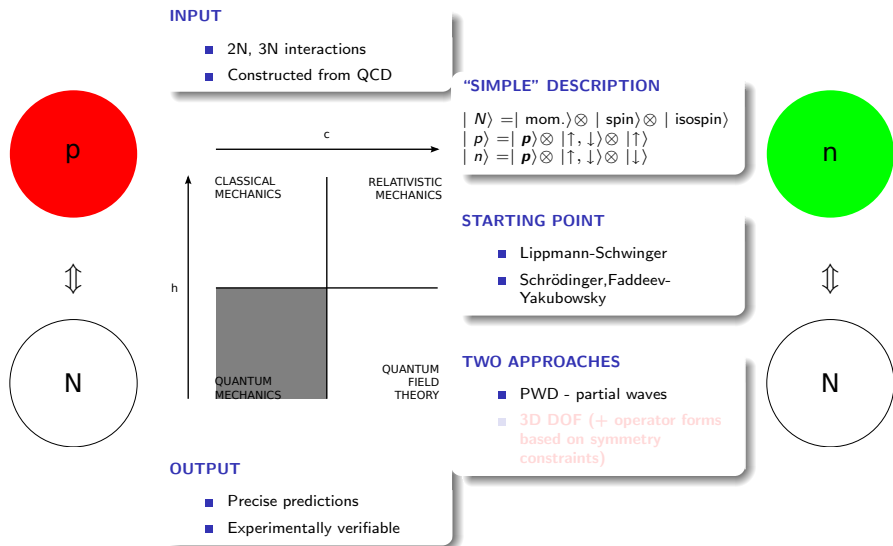 INPUT
2N, 3N interactions
Constructed from QCD
p
c
CLASSICAL
MECHANICS
RELATIVISTIC
MECHANICS
h
QUANTUM
MECHANICS
QUANTUM
FIELD
THEORY
N
OUTPUT
Precise predictions
Experimentally verifiable
“SIMPLE” DESCRIPTION
| N⟩ =| mom.⟩⊗ | spin⟩⊗ | isospin⟩
| p⟩ =| p⟩⊗ |↑, ↓⟩⊗ |↑⟩
| n⟩ =| p⟩⊗ |↑, ↓⟩⊗ |↓⟩
STARTING POINT
Lippmann-Schwinger
Schrödinger,Faddeev-
Yakubowsky
TWO APPROACHES
PWD - partial waves
3D DOF (+ operator forms
based on symmetry
constraints)
n
N